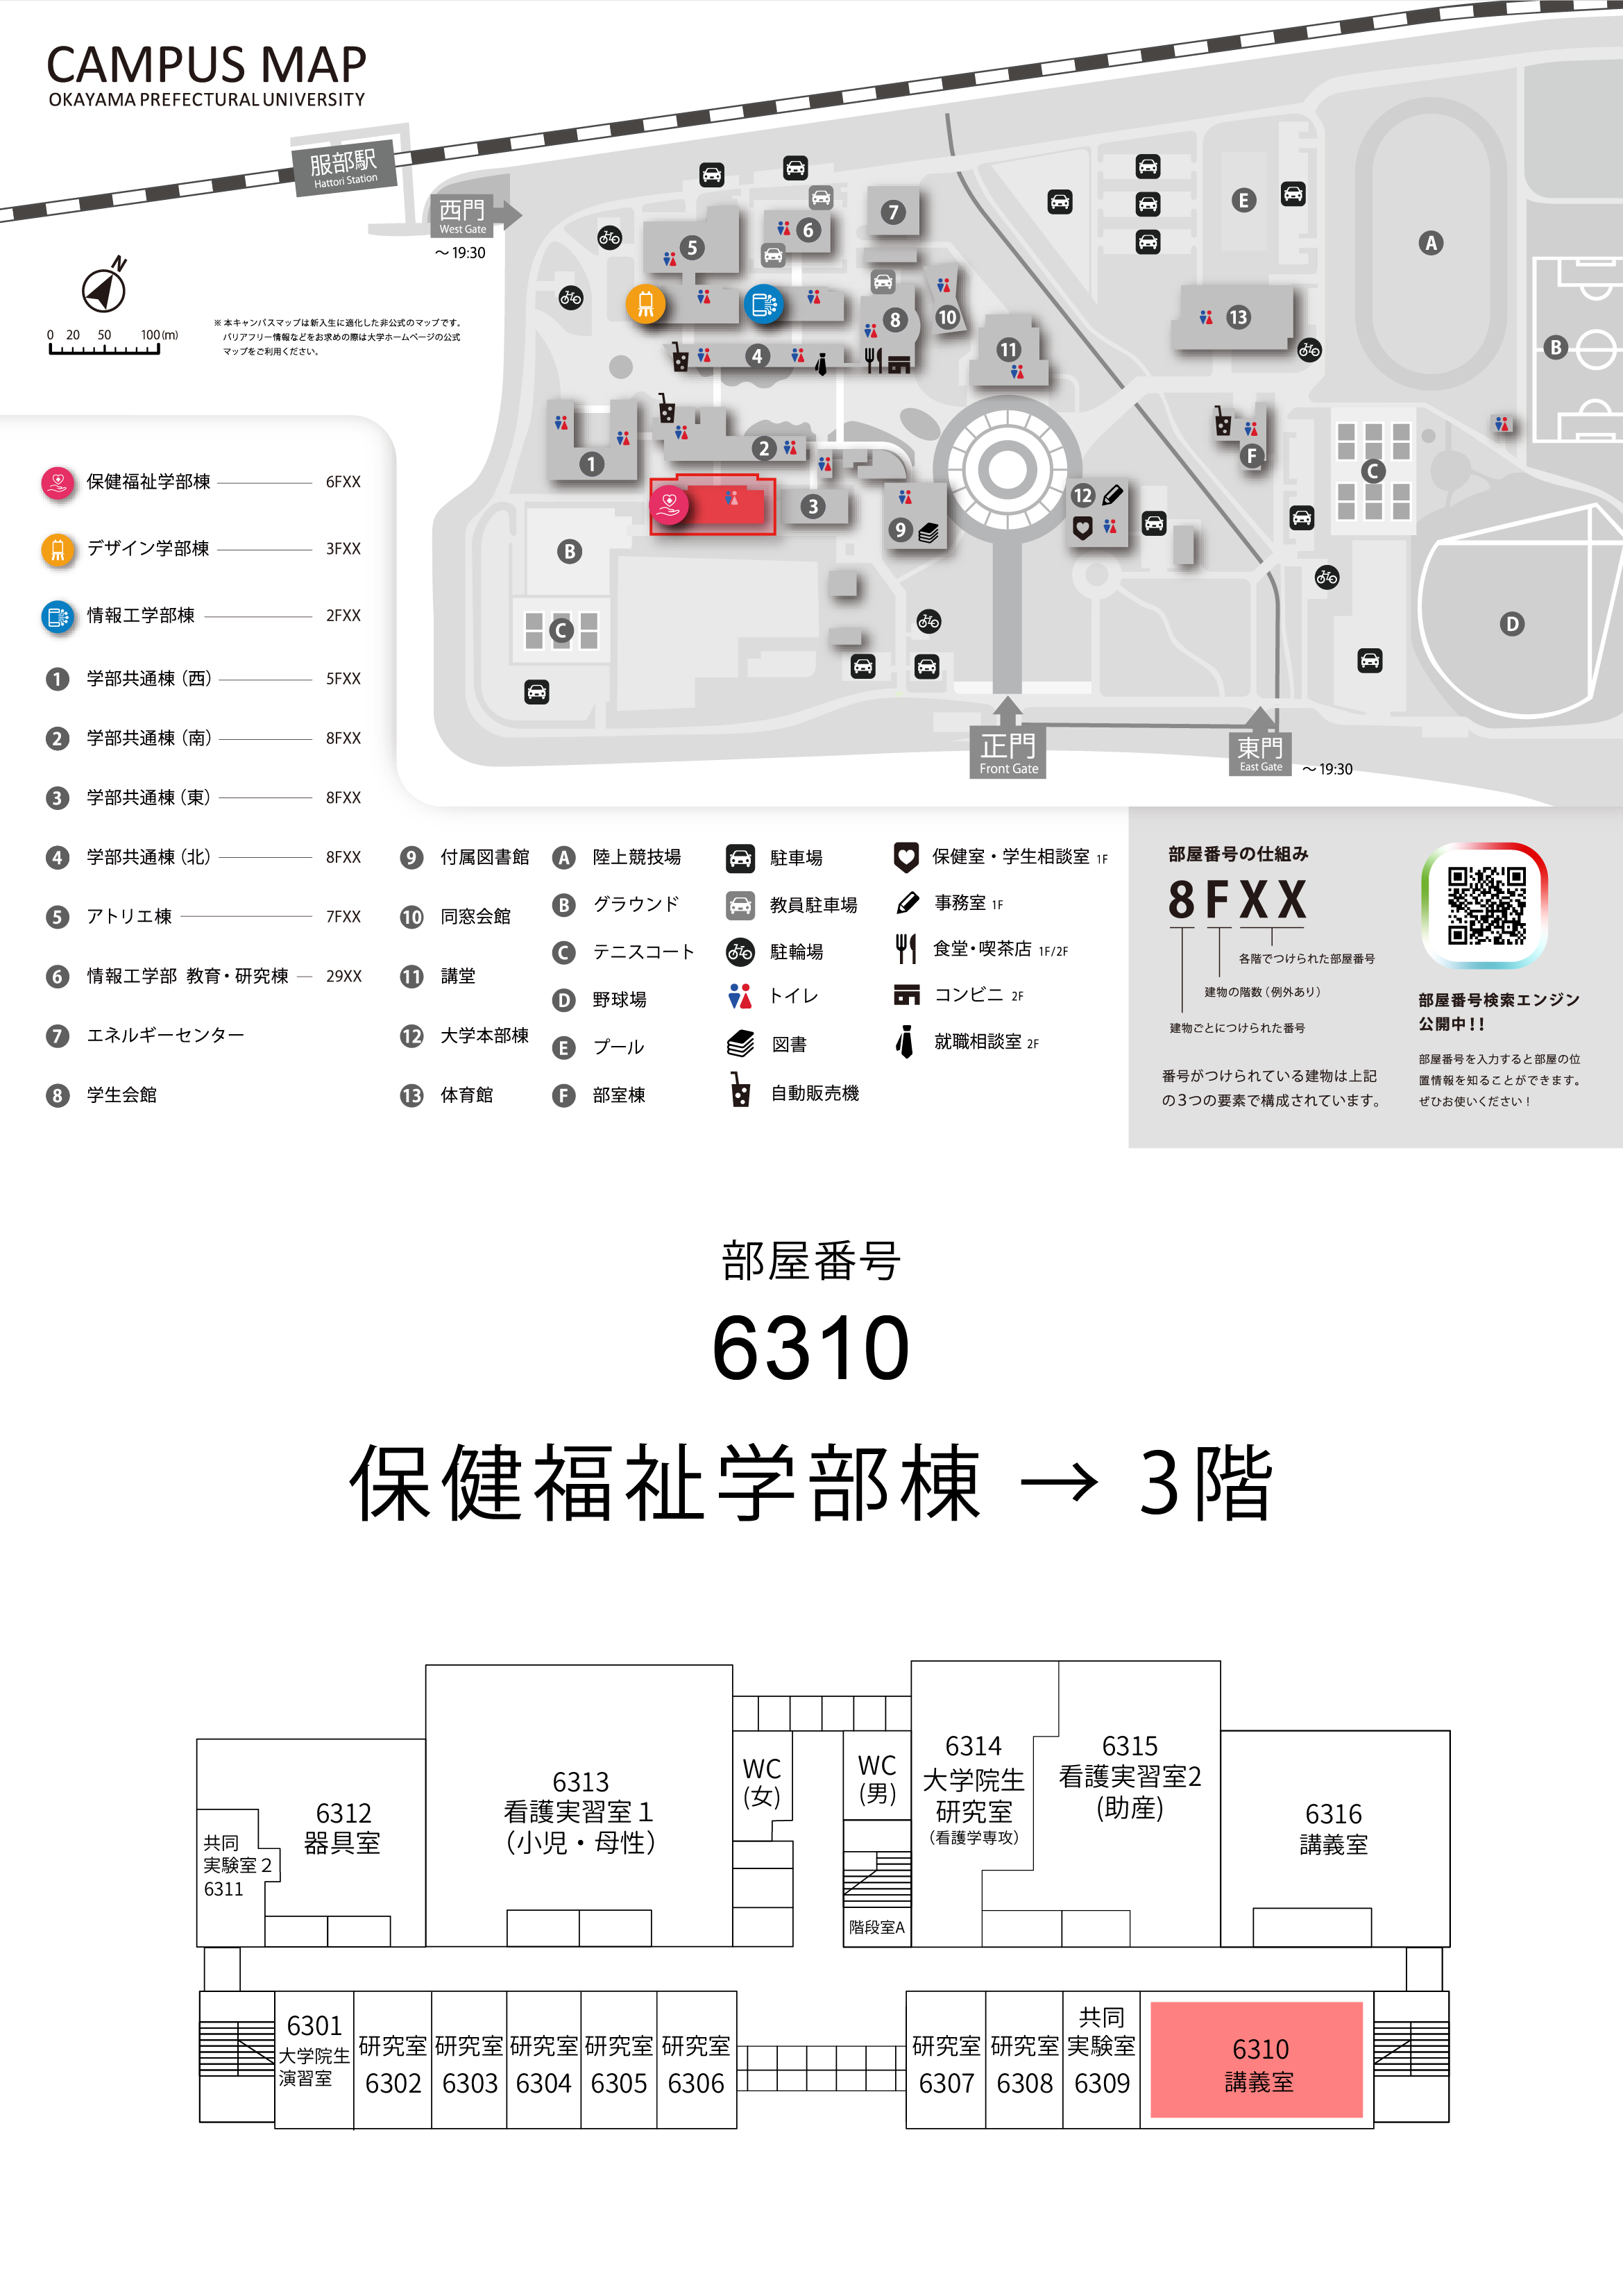 CAMPUS MAP
OKAYAMA PREFECTURAL UNIVERSITY
服部駅
Hattori Station
西門
West Gate
～19:30
N
0 20 50 100(m)
※ 本キャンパスマップは新入生に適化した非公式のマップです。
バリアフリー情報などをお求めの際は大学ホームページの公式
マップをご利用ください。
7
6
5
E
A
8
10
13
11
4
B
1
2
F
C
3
9
12
B
C
D
正門
Front Gate
東門
East Gate
～19:30
保健福祉学部棟 6FXX
デザイン学部棟 3FXX
情報工学部棟 2FXX
1 学部共通棟（西） 5FXX
2 学部共通棟（南） 8FXX
3 学部共通棟（東） 8FXX
4 学部共通棟（北） 8FXX
5 アトリエ棟 7FXX
6 情報工学部 教育・研究棟 29XX
7 エネルギーセンター
8 学生会館
9 付属図書館
10 同窓会館
11 講堂
12 大学本部棟
13 体育館
A 陸上競技場
B グラウンド
C テニスコート
D 野球場
E プール
F 部室棟
駐車場
教員駐車場
駐輪場
トイレ
図書
自動販売機
保健室・学生相談室 1F
事務室 1F
食堂・喫茶店 1F/2F
コンビニ 2F
就職相談室 2F
部屋番号の仕組み
8FXX
各階でつけられた部屋番号
建物の階数（例外あり）
建物ごとにつけられた番号
番号がつけられている建物は上記
の3つの要素で構成されています。
部屋番号検索エンジン
公開中！！
部屋番号を入力すると部屋の位
置情報を知ることができます。
ぜひお使いください！
部屋番号
6310
保健福祉学部棟 → 3階
共同
実験室２
6311
6312
器具室
6313
看護実習室１
（小児・母性）
WC
(女)
WC
(男)
階段室A
6314
大学院生
研究室
（看護学専攻）
6315
看護実習室2
(助産)
6316
講義室
6301
大学院生
演習室
研究室
6302
研究室
6303
研究室
6304
研究室
6305
研究室
6306
研究室
6307
研究室
6308
共同
実験室
6309
6310
講義室